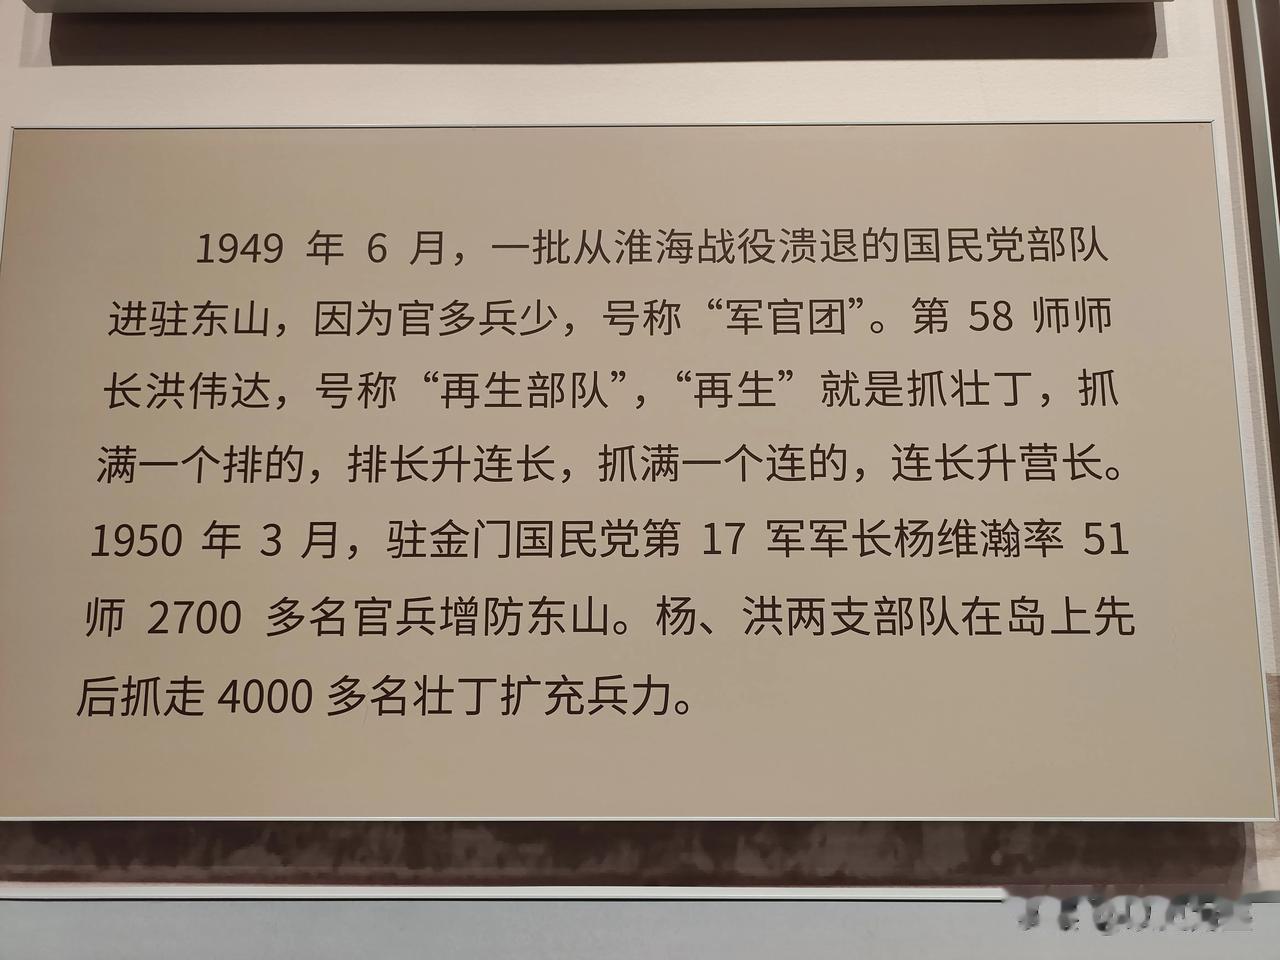 1949 年 6 月，一批从淮海战役溃退的国民党部队
进驻东山，因为官多兵少，号称“军官团”。第 58 师师
长洪伟达，号称“再生部队”，“再生”就是抓壮丁，抓
满一个排的，排长升连长，抓满一个连的，连长升营长。
1950 年 3 月，驻金门国民党第 17 军军长杨维瀚率 51
师 2700 多名官兵增防东山。杨、洪两支部队在岛上先
后抓走 4000 多名壮丁扩充兵力。